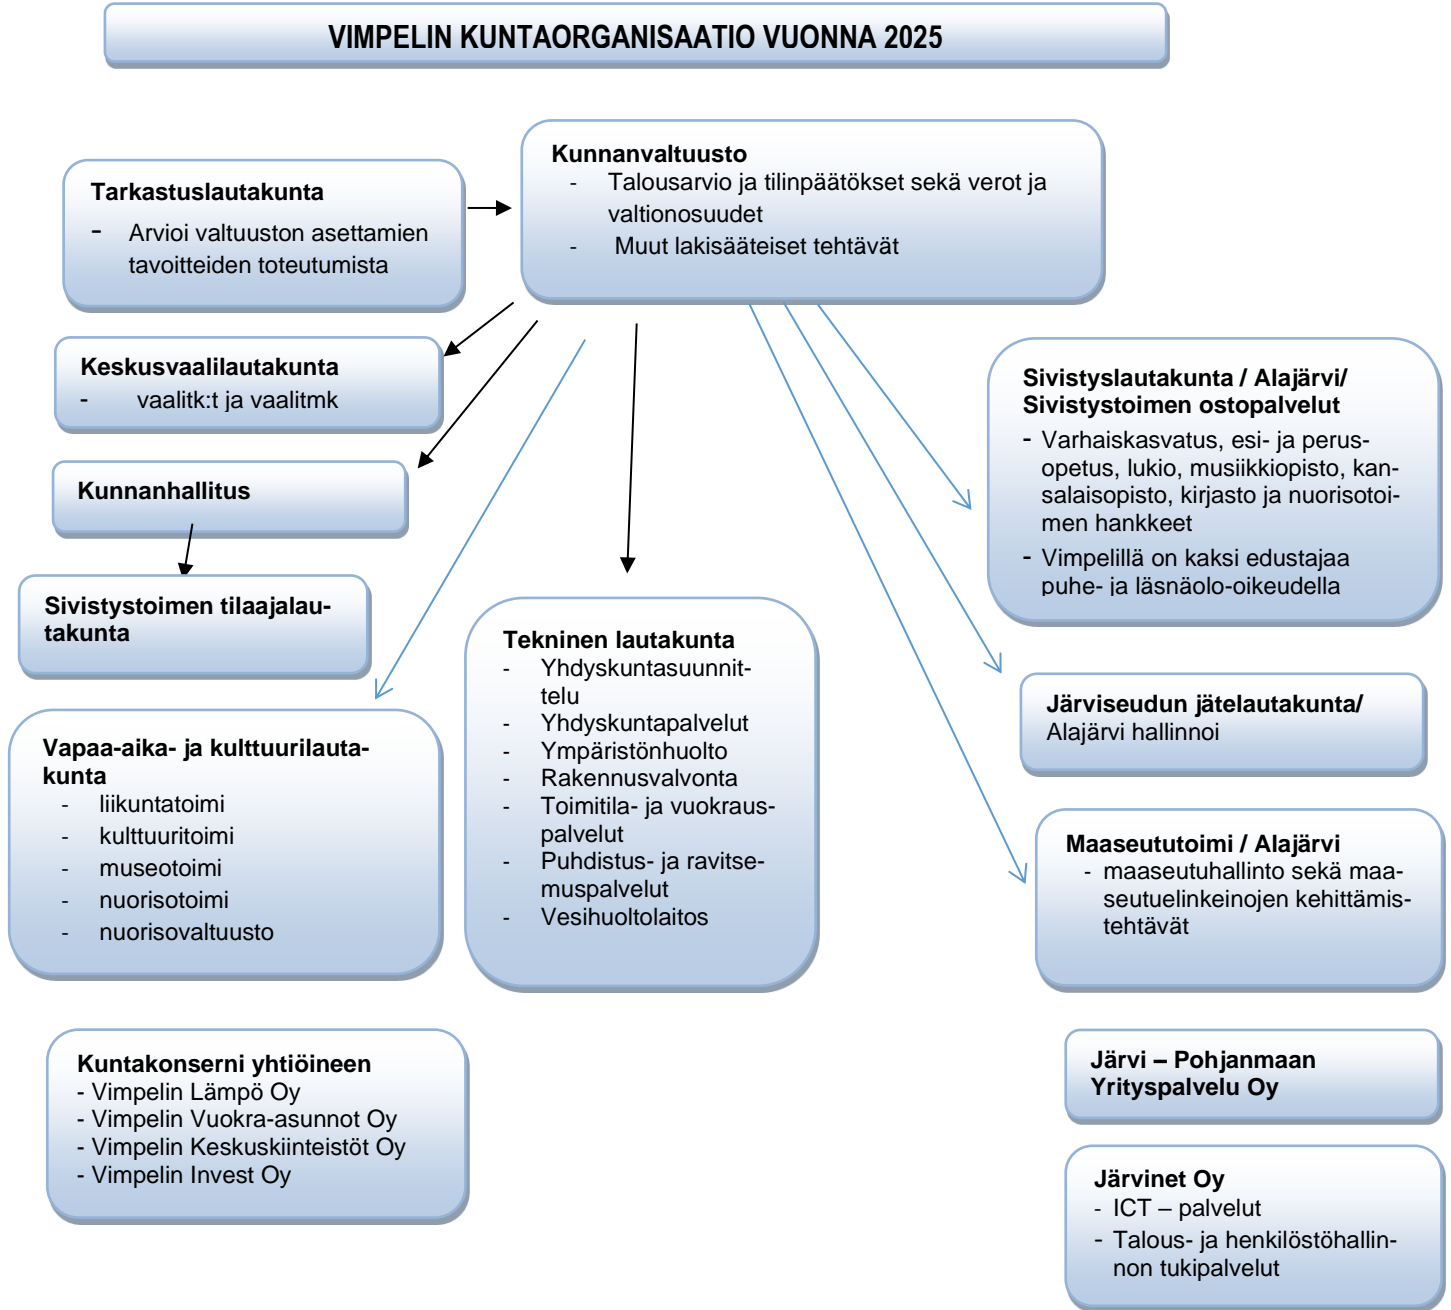 VIMPELIN KUNTAORGANISAATIO VUONNA 2025
Tarkastuslautakunta
- Arvioi valtuuston asettamien
tavoitteiden toteutumista
Kunnanvaltuusto
- Talousarvio ja tilinpäätökset sekä verot ja
valtionosuudet
- Muut lakisääteiset tehtävät
Keskusvaalilautakunta
- vaalitk:t ja vaalitmk
Kunnanhallitus
Sivistystoimen tilaajalau-
takunta
Vapaa-aika- ja kulttuurilauta-
kunta
- liikuntatoimi
- kulttuuritoimi
- museotoimi
- nuorisotoimi
- nuorisovaltuusto
Tekninen lautakunta
- Yhdyskuntasuunnit-
telu
- Yhdyskuntapalvelut
- Ympäristönhuolto
- Rakennusvalvonta
- Toimitila- ja vuokraus-
palvelut
- Puhdistus- ja ravitse-
muspalvelut
- Vesihuoltolaitos
Sivistyslautakunta / Alajärvi/
Sivistystoimen ostopalvelut
- Varhaiskasvatus, esi- ja perus-
opetus, lukio, musiikkiopisto, kan-
salaisopisto, kirjasto ja nuorisotoi-
men hankkeet
- Vimpelillä on kaksi edustajaa
puhe- ja läsnäolo-oikeudella
Järviseudun jätelautakunta/
Alajärvi hallinnoi
Maaseututoimi / Alajärvi
- maaseutuhallinto sekä maa-
seutuelinkeinojen kehittämis-
tehtävät
Kuntakonserni yhtiöineen
- Vimpelin Lämpö Oy
- Vimpelin Vuokra-asunnot Oy
- Vimpelin Keskuskiinteistöt Oy
- Vimpelin Invest Oy
Järvi – Pohjanmaan
Yrityspalvelu Oy
Järvinet Oy
- ICT – palvelut
- Talous- ja henkilöstöhallin-
non tukipalvelut